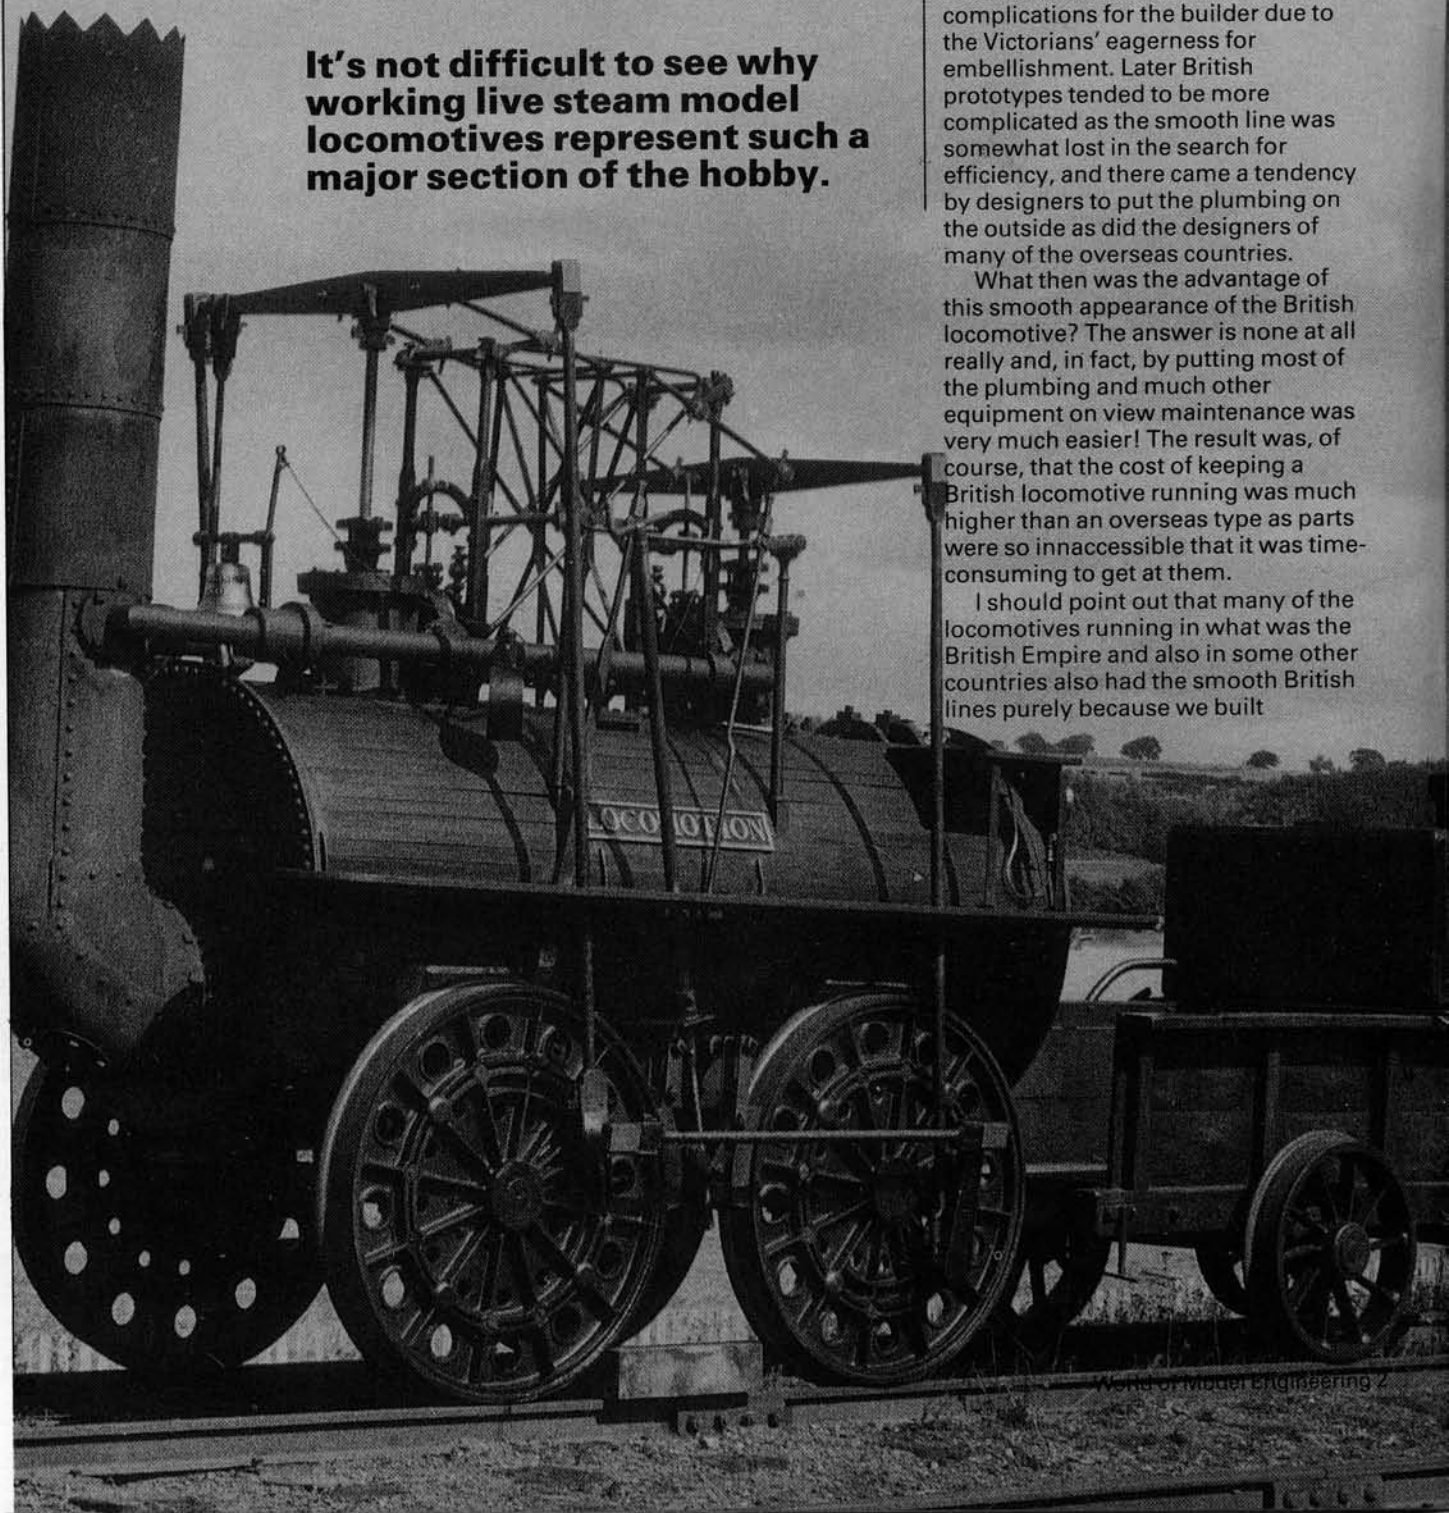 It's not difficult to see why
working live steam model
locomotives represent such a
major section of the hobby.
complications for the builder due to
the Victorians' eagerness for
embellishment. Later British
prototypes tended to be more
complicated as the smooth line was
somewhat lost in the search for
efficiency, and there came a tendency
by designers to put the plumbing on
the outside as did the designers of
many of the overseas countries.
What then was the advantage of
this smooth appearance of the British
locomotive? The answer is none at all
really and, in fact, by putting most of
the plumbing and much other
equipment on view maintenance was
very much easier! The result was, of
course, that the cost of keeping a
British locomotive running was much
higher than an overseas type as parts
were so innaccessible that it was time-
consuming to get at them.
I should point out that many of the
locomotives running in what was the
British Empire and also in some other
countries also had the smooth British
lines purely because we built
LOCOMOTION
World of Model Engineering 2